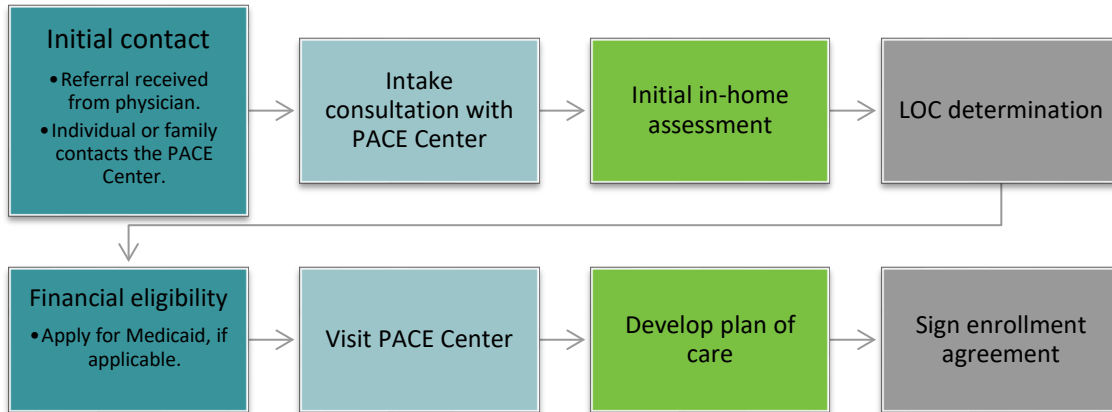 Initial contact
•Referral received
from physician.
•Individual or family
contacts the PACE
Center.
Intake
consultation with
PACE Center
Initial in-home
assessment
LOC determination
Financial eligibility
•Apply for Medicaid, if
applicable.
Visit PACE Center
Develop plan of
care
Sign enrollment
agreement